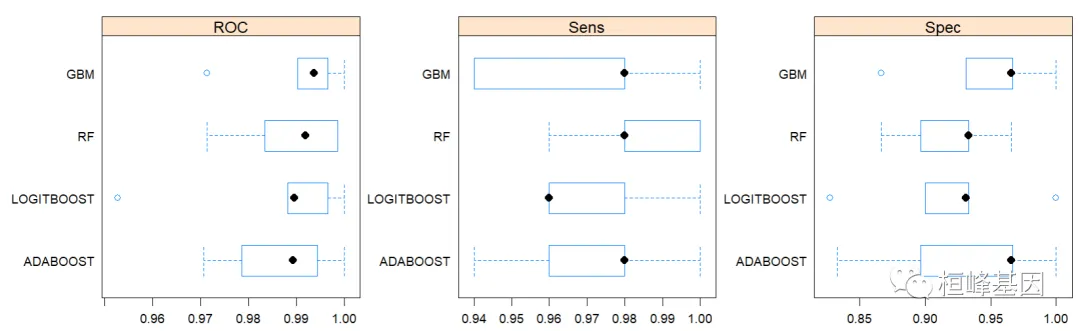 ROC
GBM
RF
LOGITBOOST
ADABOOST
0.96 0.97 0.98 0.99 1.00
Sens
GBM
RF
LOGITBOOST
ADABOOST
0.94 0.95 0.96 0.97 0.98 0.99 1.00
Spec
GBM
RF
LOGITBOOST
ADABOOST
0.85 0.90 0.95 1.00
桓峰基因